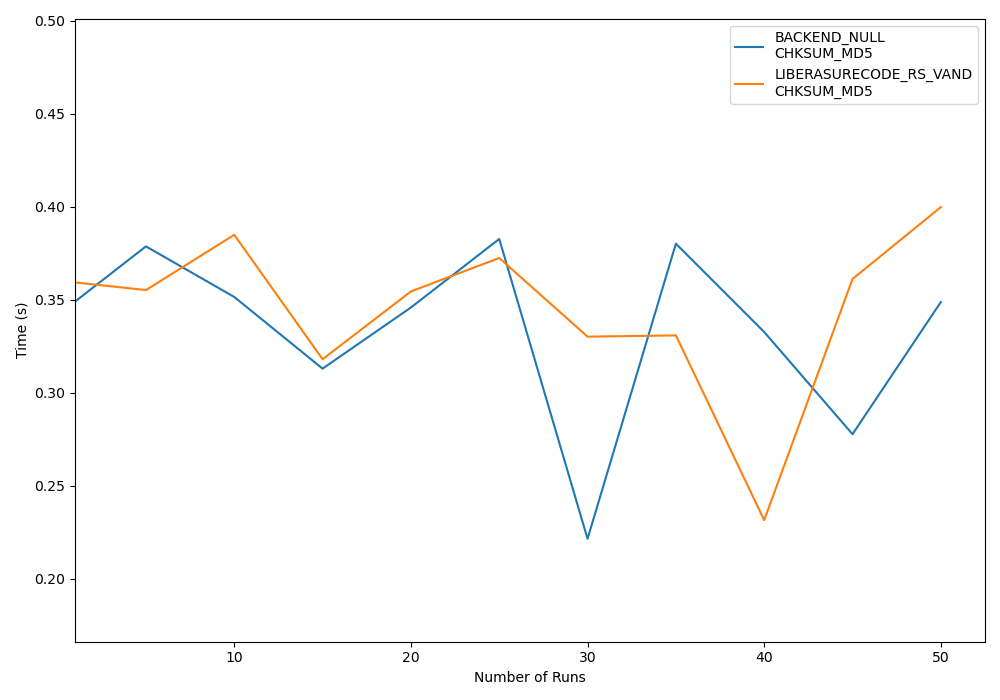 0.50
0.45
0.40
0.35
0.30
0.25
0.20
Time (s)
10 20 30 40 50
Number of Runs
BACKEND_NULL
CHKSUM_MD5
LIBERASURECODE_RS_VAND
CHKSUM_MD5